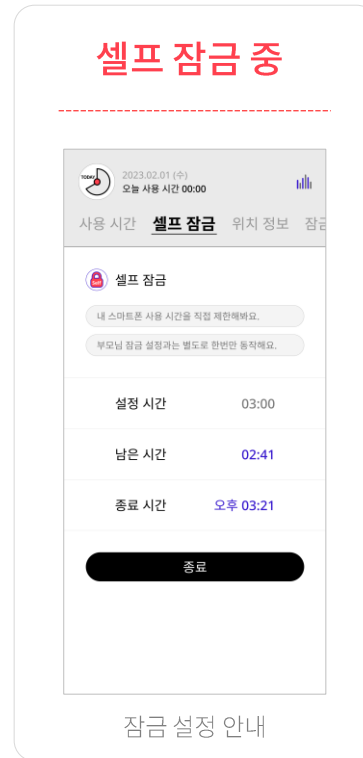 셀프 잠금 중
TODAY
2023.02.01 (수)
오늘 사용 시간 00:00
사용 시간 셀프 잠금 위치 정보 잠금
Self
셀프 잠금
내 스마트폰 사용 시간을 직접 제한해봐요.
부모님 잠금 설정과는 별도로 한번만 동작해요.
설정 시간 03:00
남은 시간 02:41
종료 시간 오후 03:21
종료
잠금 설정 안내